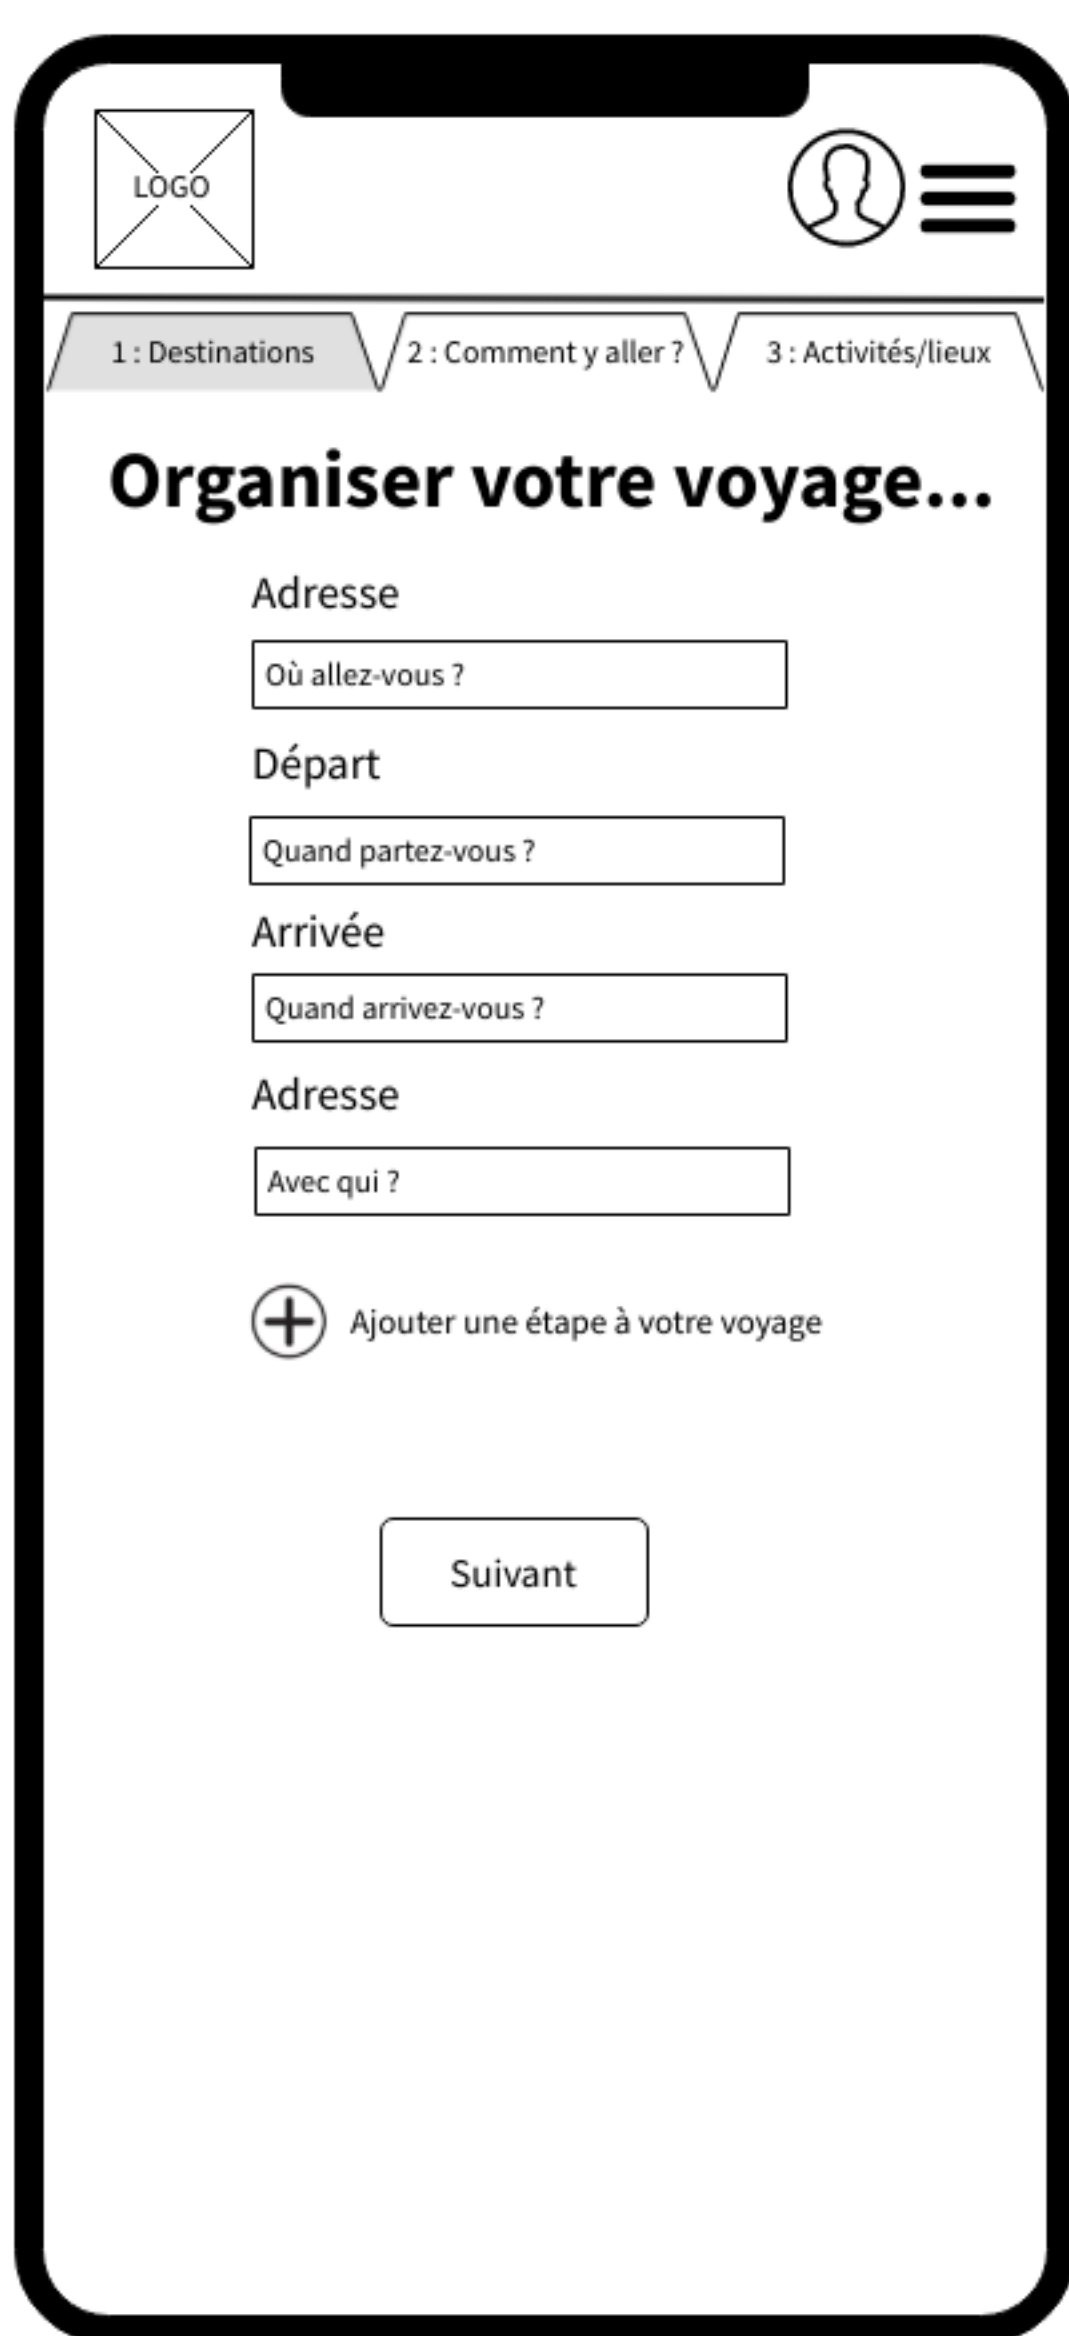 LOGO
1 : Destinations
2 : Comment y aller ?
3 : Activités/lieux
Organiser votre voyage...
Adresse
Où allez-vous ?
Départ
Quand partez-vous ?
Arrivée
Quand arrivez-vous ?
Adresse
Avec qui ?
Ajouter une étape à votre voyage
Suivant